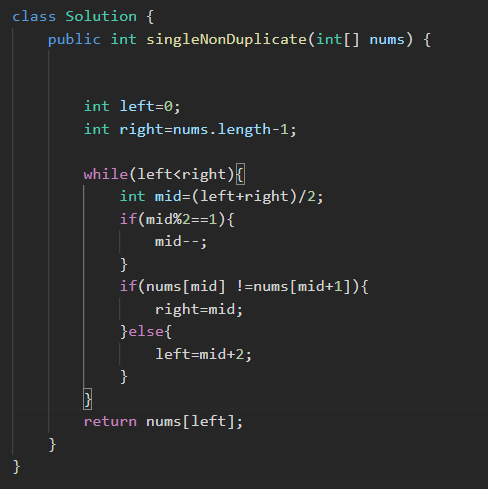 class Solution {
    public int singleNonDuplicate(int[] nums) {
        int left=0;
        int right=nums.length-1;
        while(left<right){
            int mid=(left+right)/2;
            if(mid%2==1){
                mid--;
            }
            if(nums[mid] !=nums[mid+1]){
                right=mid;
            }else{
                left=mid+2;
            }
        }
        return nums[left];
    }
}